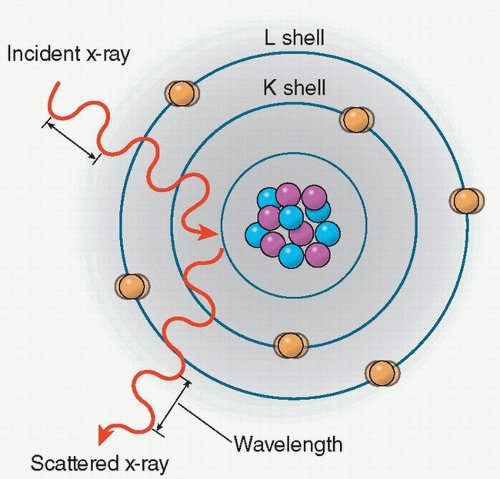 L shell
Incident x-ray
K shell
Wavelength
Scattered x-ray